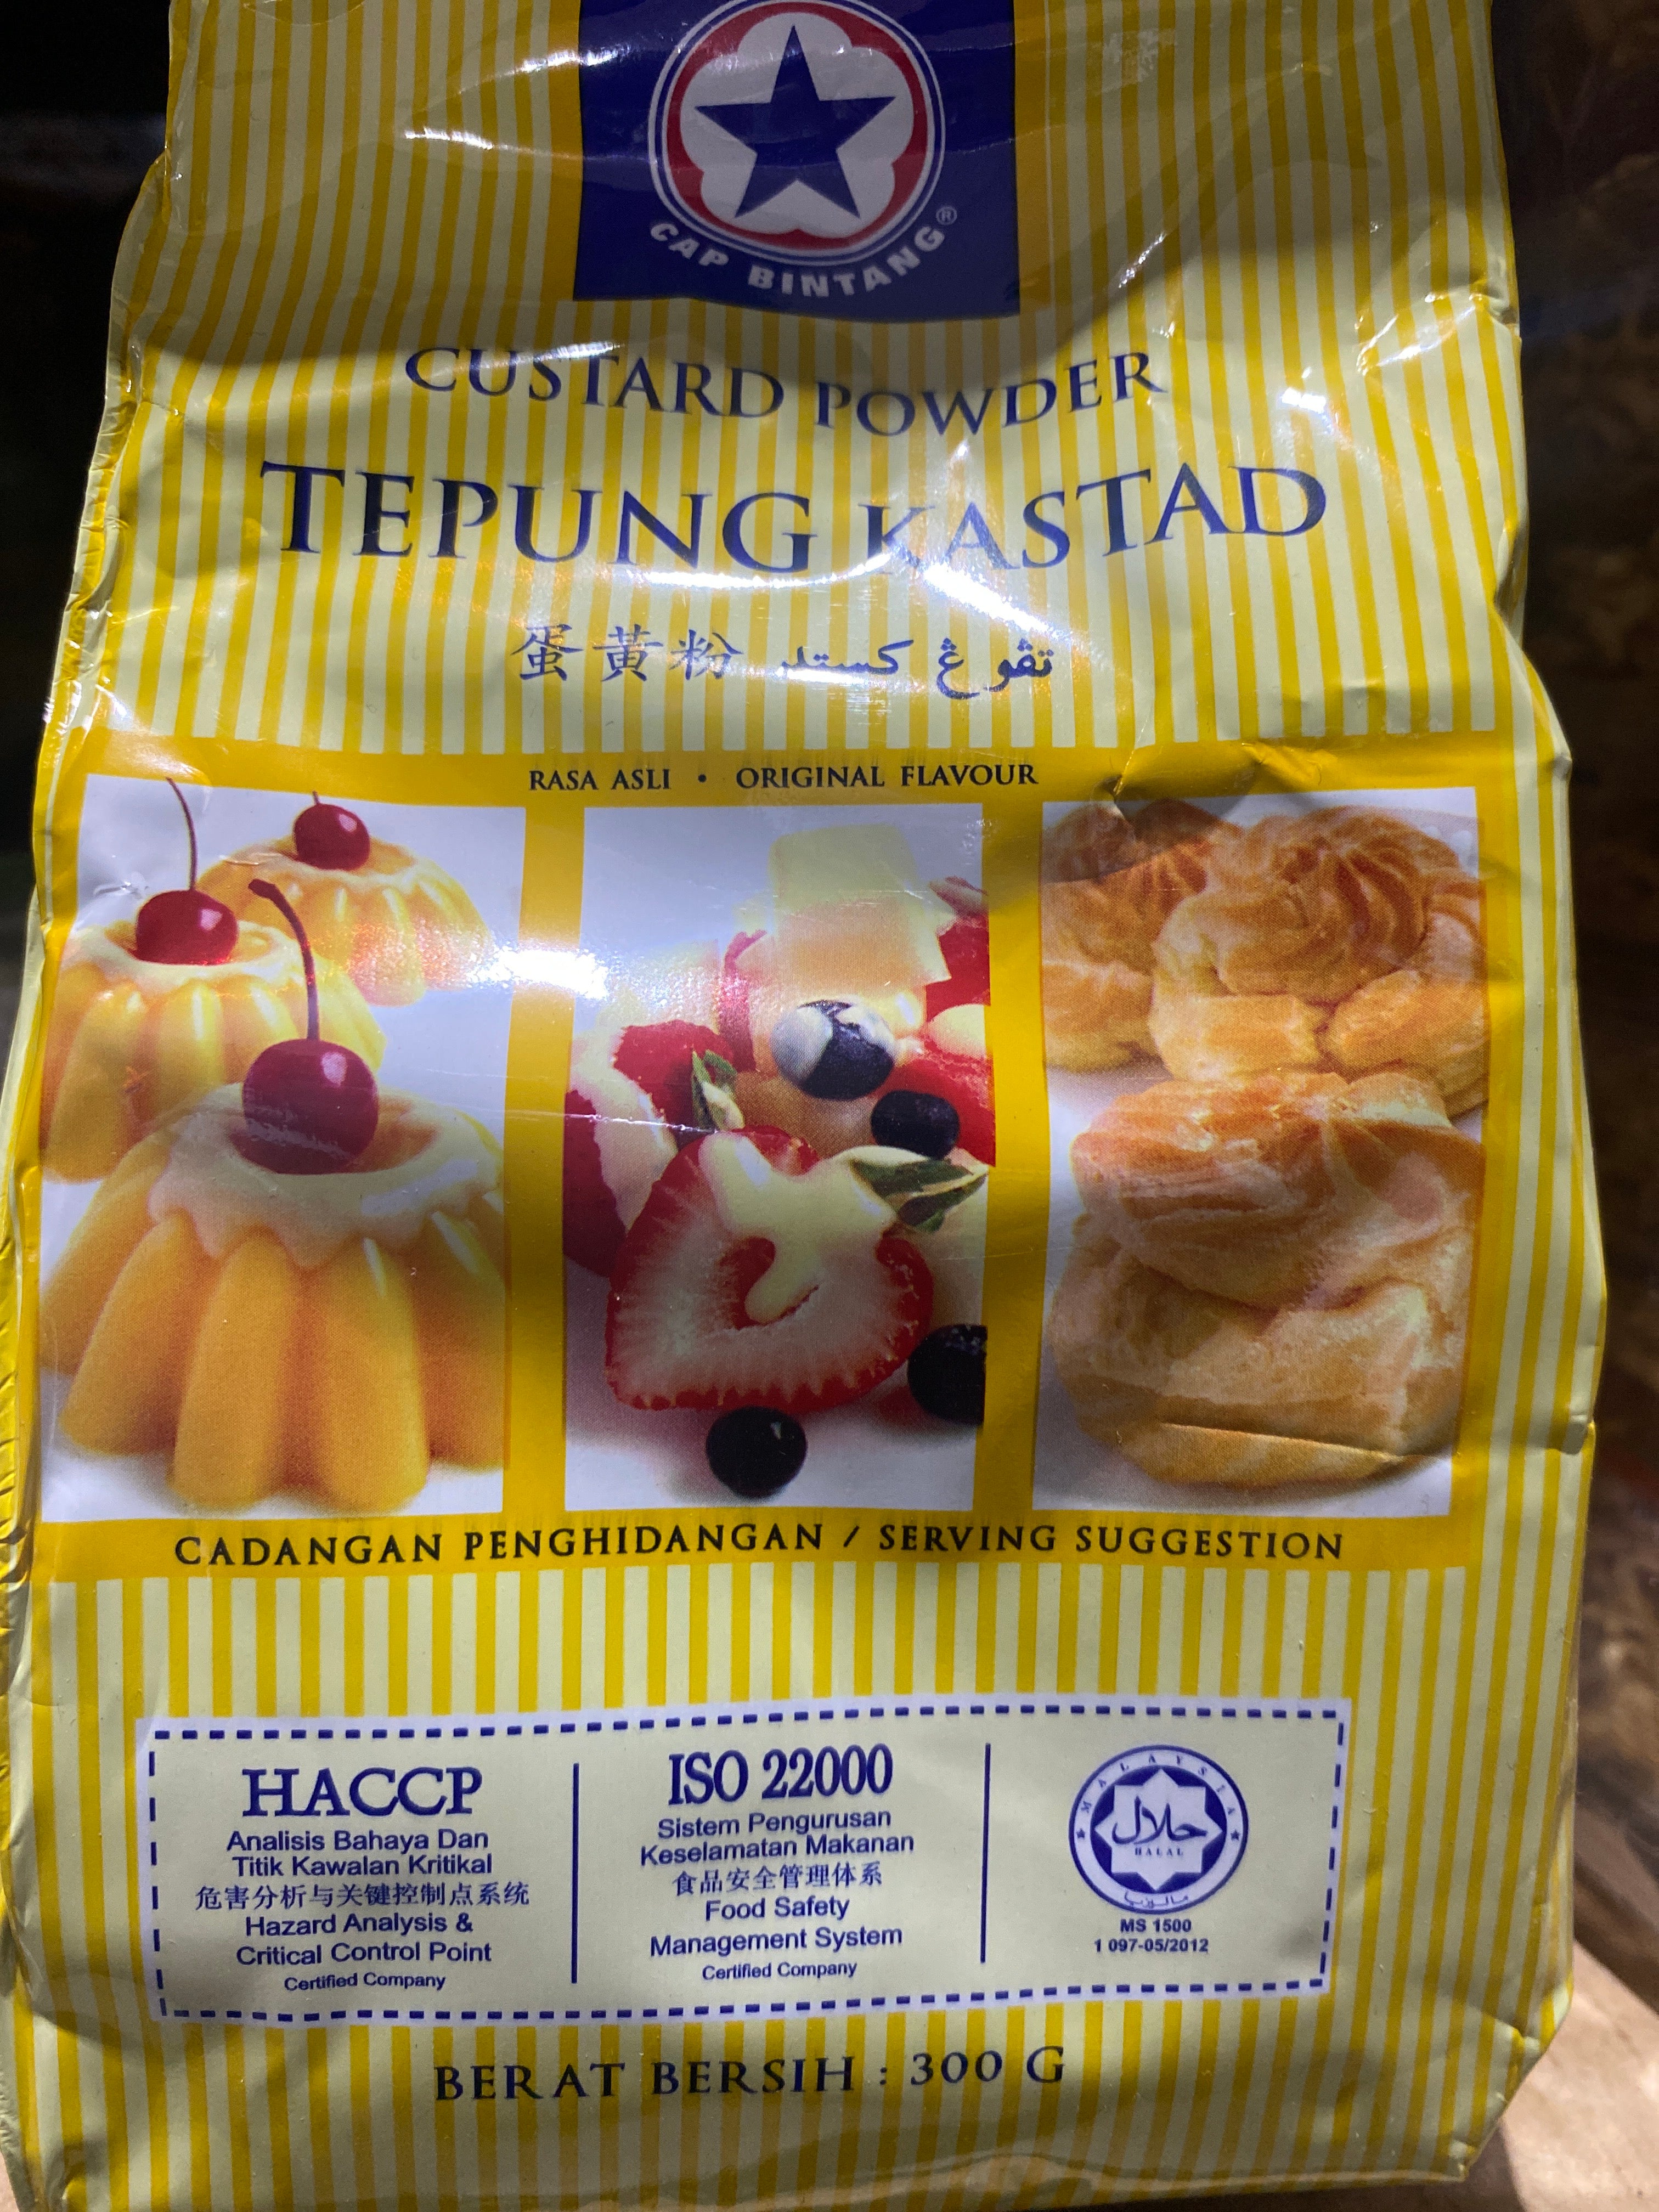 CAP BINTANG®
CUSTARD POWDER
TEPUNG KASTAD
蛋黄粉 تڤوڠ کستد
RASA ASLI • ORIGINAL FLAVOUR
CADANGAN PENGHIDANGAN / SERVING SUGGESTION
HACCP
Analisis Bahaya Dan
Titik Kawalan Kritikal
危害分析与关键控制点系统
Hazard Analysis &
Critical Control Point
Certified Company
ISO 22000
Sistem Pengurusan
Keselamatan Makanan
食品安全管理体系
Food Safety
Management System
Certified Company
MALAYSIA
حلال
HALAL
ماليزيا
MS 1500
1 097-05/2012
BERAT BERSIH : 300 G